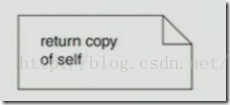 return copy
of self
http://blog.csdn.net/